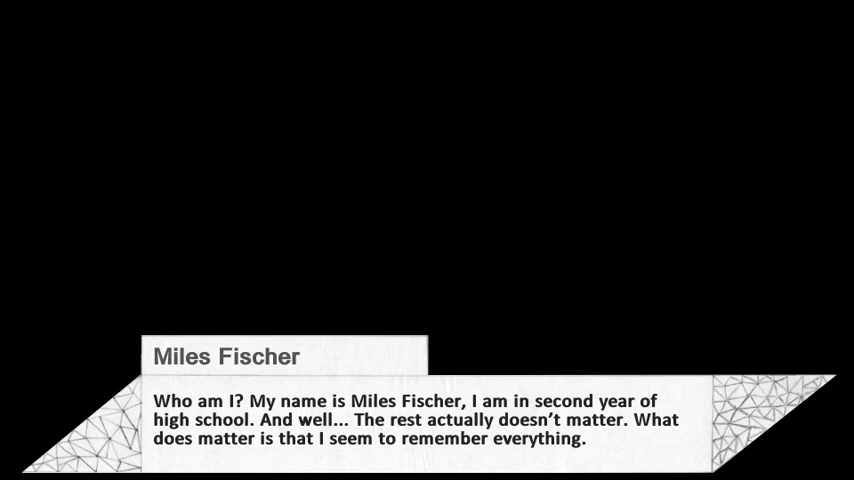 Miles Fischer
Who am I? My name is Miles Fischer, I am in second year of
high school. And well... The rest actually doesn’t matter. What
does matter is that I seem to remember everything.